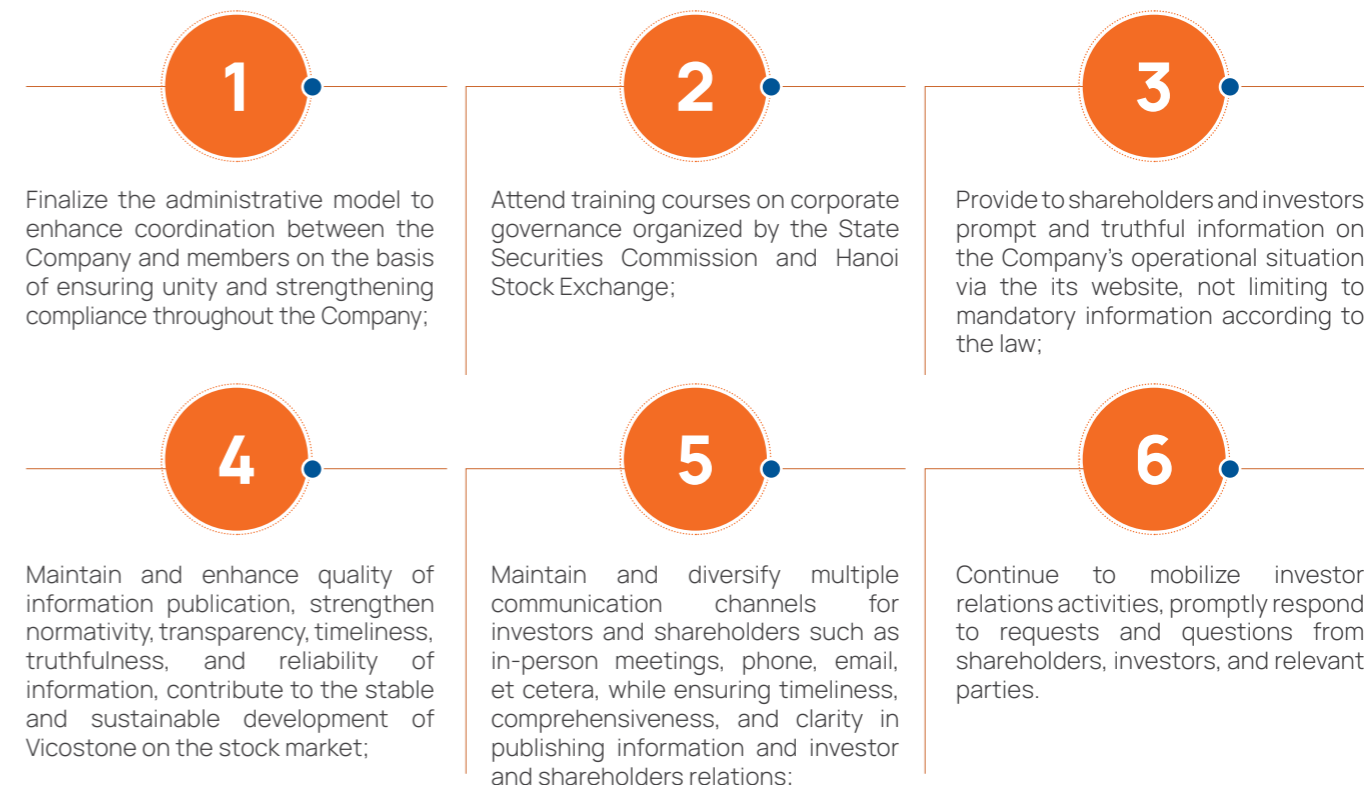 1
Finalize the administrative model to
enhance coordination between the
Company and members on the basis
of ensuring unity and strengthening
compliance throughout the Company;
2
Attend training courses on corporate
governance organized by the State
Securities Commission and Hanoi
Stock Exchange;
3
Provide to shareholders and investors
prompt and truthful information on
the Company's operational situation
via the its website, not limiting to
mandatory information according to
the law;
4
Maintain and enhance quality of
information publication, strengthen
normativity, transparency, timeliness,
truthfulness, and reliability of
information, contribute to the stable
and sustainable development of
Vicostone on the stock market;
5
Maintain and diversify multiple
communication channels for
investors and shareholders such as
in-person meetings, phone, email,
et cetera, while ensuring timeliness,
comprehensiveness, and clarity in
publishing information and investor
and shareholders relations;
6
Continue to mobilize investor
relations activities, promptly respond
to requests and questions from
shareholders, investors, and relevant
parties.